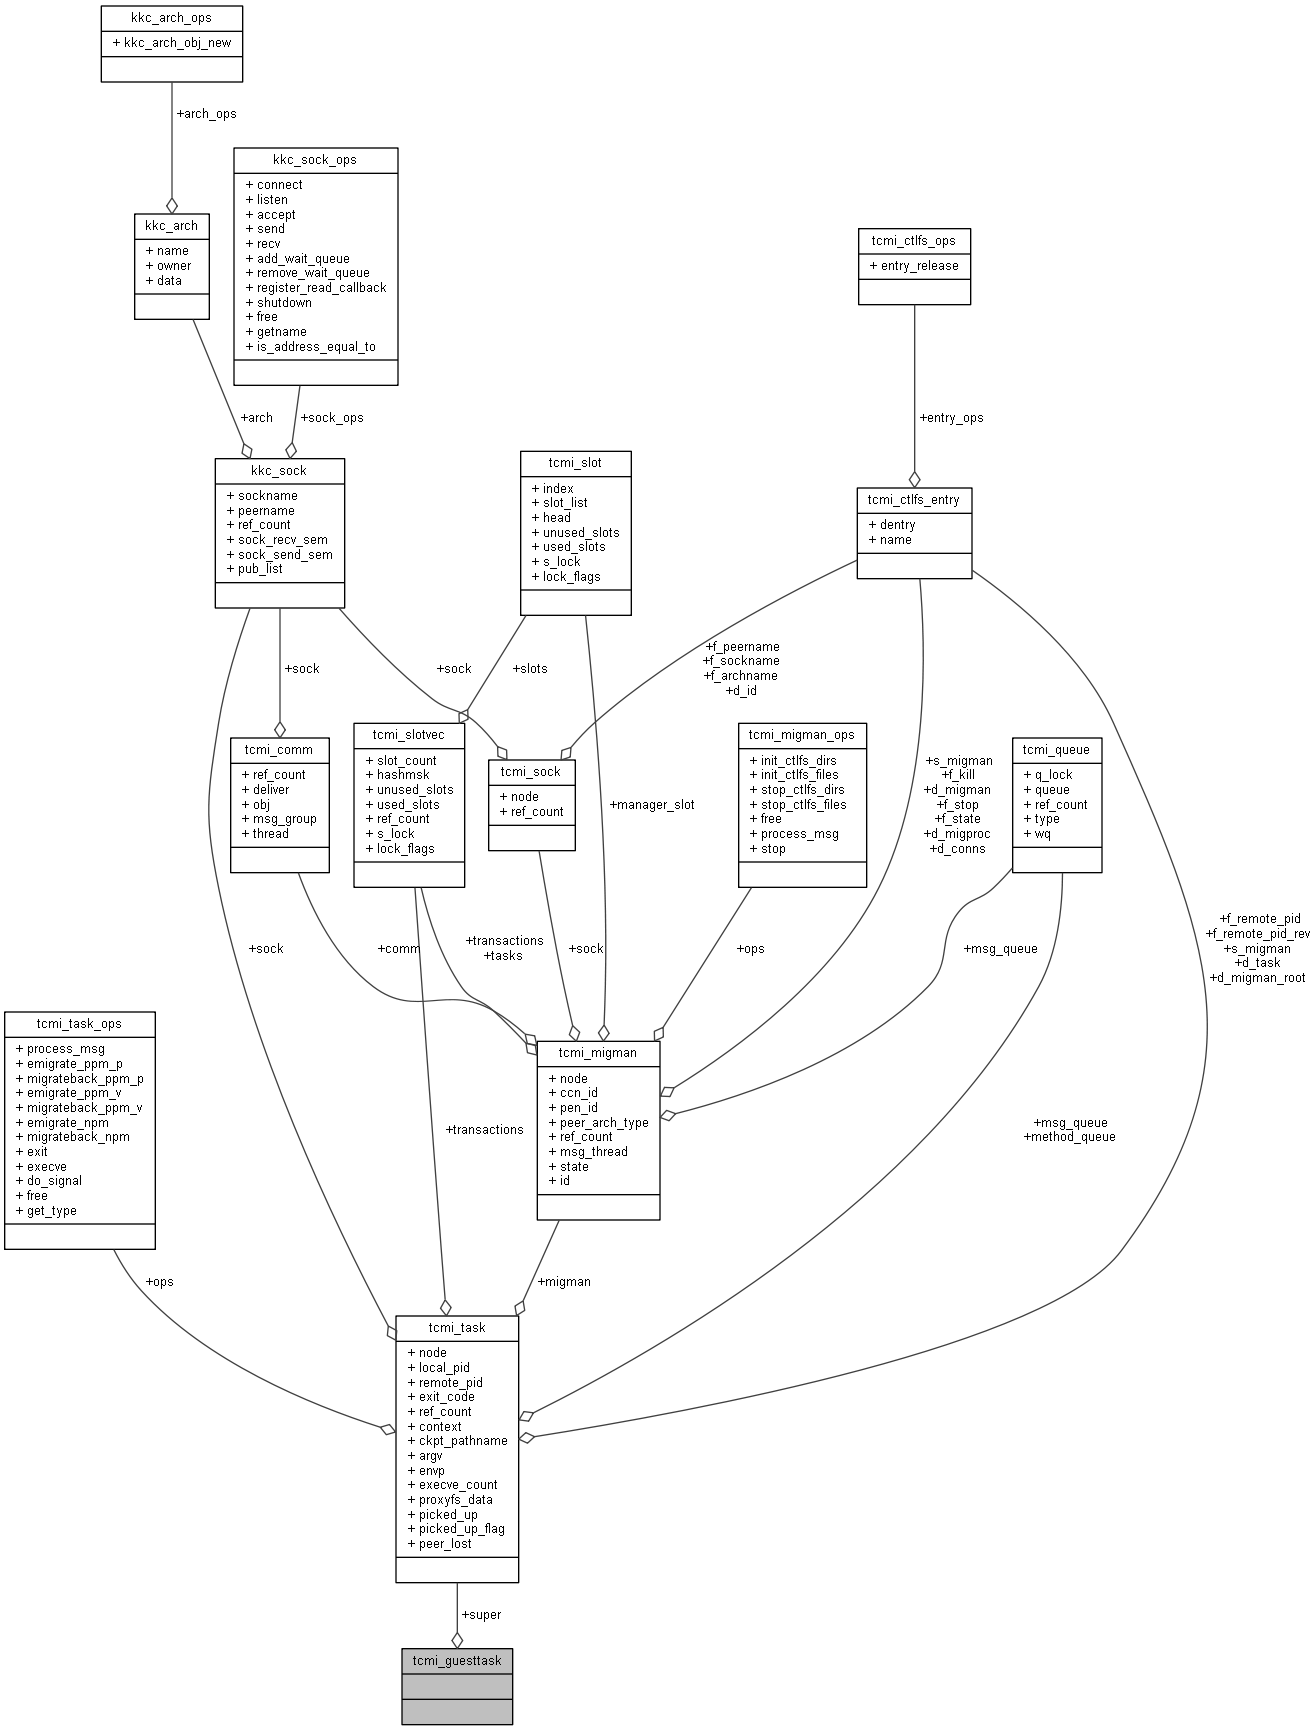 kkc_arch_ops
+ kkc_arch_obj_new
+arch_ops
kkc_sock_ops
+ connect
+ listen
+ accept
+ send
+ recv
+ add_wait_queue
+ remove_wait_queue
+ register_read_callback
+ shutdown
+ free
+ getname
+ is_address_equal_to
kkc_arch
+ name
+ owner
+ data
tcmi_ctlfs_ops
+ entry_release
+arch
+sock_ops
+entry_ops
kkc_sock
+ sockname
+ peername
+ ref_count
+ sock_recv_sem
+ sock_send_sem
+ pub_list
tcmi_slot
+ index
+ slot_list
+ head
+ unused_slots
+ used_slots
+ s_lock
+ lock_flags
tcmi_ctlfs_entry
+ dentry
+ name
+sock
+sock
+slots
+f_peername
+f_sockname
+f_archname
+d_id
tcmi_comm
+ ref_count
+ deliver
+ obj
+ msg_group
+ thread
tcmi_slotvec
+ slot_count
+ hashmsk
+ unused_slots
+ used_slots
+ ref_count
+ s_lock
+ lock_flags
tcmi_sock
+ node
+ ref_count
+manager_slot
tcmi_migman_ops
+ init_ctlfs_dirs
+ init_ctlfs_files
+ stop_ctlfs_dirs
+ stop_ctlfs_files
+ free
+ process_msg
+ stop
+s_migman
+f_kill
+d_migman
+f_stop
+f_state
+d_migproc
+d_conns
tcmi_queue
+ q_lock
+ queue
+ ref_count
+ type
+ wq
+sock
+comm
+transactions
+tasks
+sock
+ops
+msg_queue
+f_remote_pid
+f_remote_pid_rev
+s_migman
+d_task
+d_migman_root
tcmi_task_ops
+ process_msg
+ emigrate_ppm_p
+ migrateback_ppm_p
+ emigrate_ppm_v
+ migrateback_ppm_v
+ emigrate_npm
+ migrateback_npm
+ exit
+ execve
+ do_signal
+ free
+ get_type
tcmi_migman
+ node
+ ccn_id
+ pen_id
+ peer_arch_type
+ ref_count
+ msg_thread
+ state
+ id
+transactions
+msg_queue
+method_queue
+ops
+migman
tcmi_task
+ node
+ local_pid
+ remote_pid
+ exit_code
+ ref_count
+ context
+ ckpt_pathname
+ argv
+ envp
+ execve_count
+ proxyfs_data
+ picked_up
+ picked_up_flag
+ peer_lost
+super
tcmi_guesttask